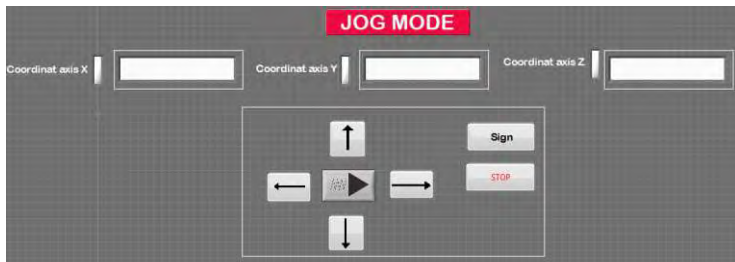 JOG MODE
Coordinat axis X
Coordinat axis Y
Coordinat axis Z
Sign
STOP